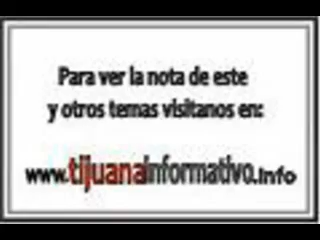 Para ver la nota de este
y otros temas visitanos en:
www.tijuanainformativo.info